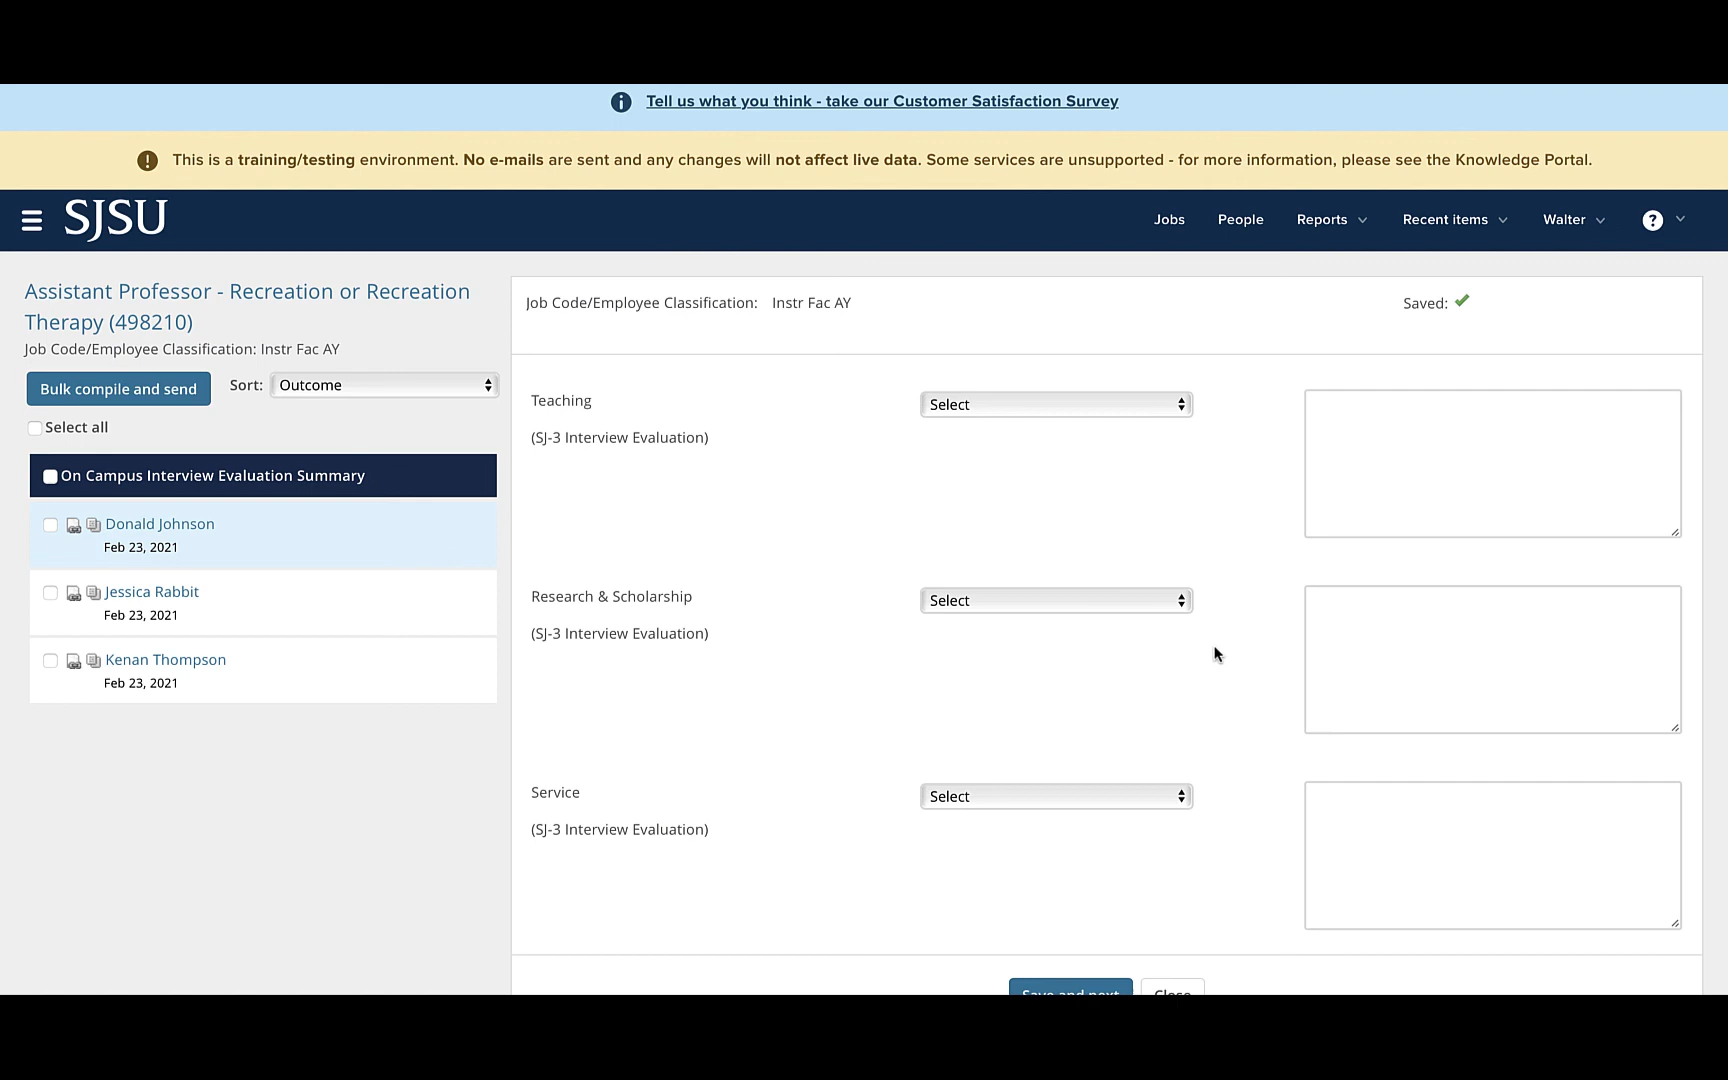 Tell us what you think - take our Customer Satisfaction Survey
This is a training/testing environment. No e-mails are sent and any changes will not affect live data. Some services are unsupported - for more information, please see the Knowledge Portal.
SJSU
Jobs
People
Reports
Recent items
Walter
Assistant Professor - Recreation or Recreation
Therapy (498210)
Job Code/Employee Classification: Instr Fac AY
Bulk compile and send
Sort:
Outcome
Select all
On Campus Interview Evaluation Summary
Donald Johnson
Feb 23, 2021
Jessica Rabbit
Feb 23, 2021
Kenan Thompson
Feb 23, 2021
Job Code/Employee Classification: Instr Fac AY
Saved:
Teaching
(SJ-3 Interview Evaluation)
Select
Research & Scholarship
(SJ-3 Interview Evaluation)
Select
Service
(SJ-3 Interview Evaluation)
Select
Save and next
Close